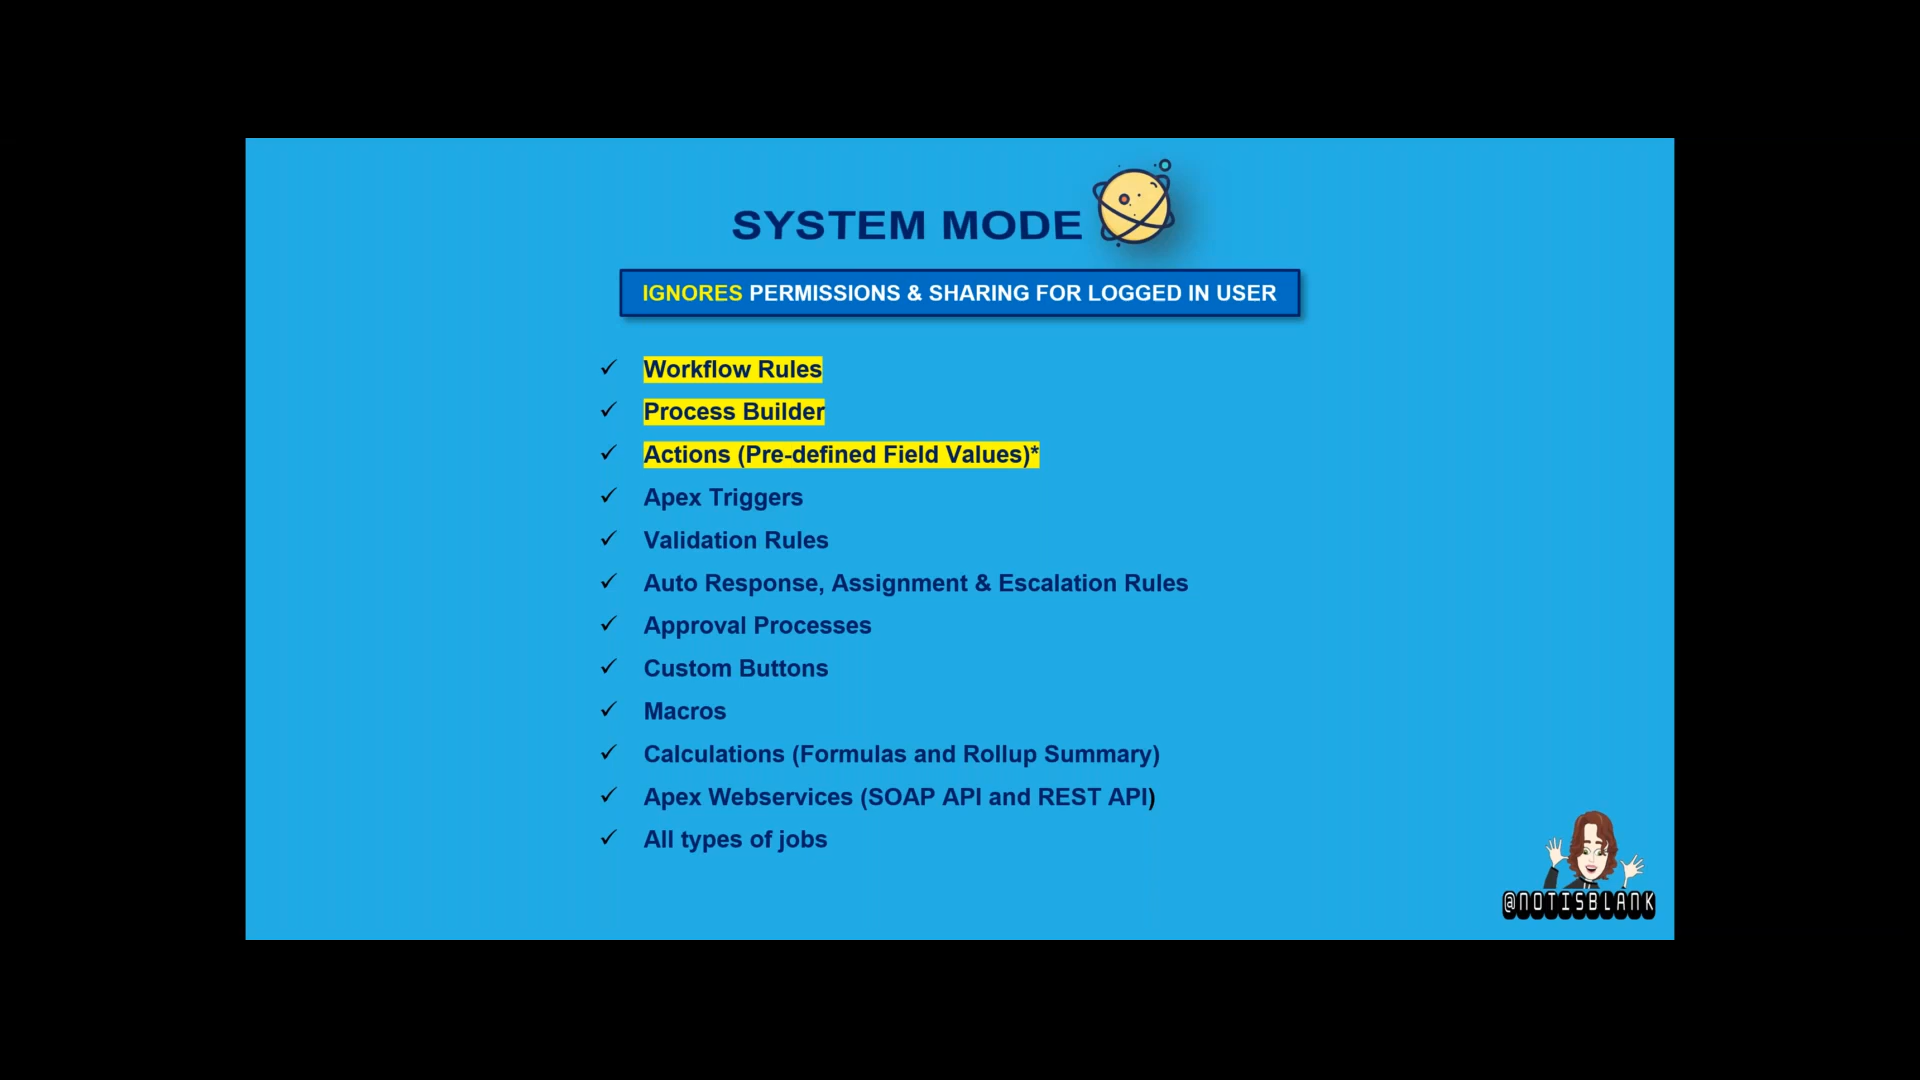 SYSTEM MODE
IGNORES PERMISSIONS & SHARING FOR LOGGED IN USER
✓ Workflow Rules
✓ Process Builder
✓ Actions (Pre-defined Field Values)*
✓ Apex Triggers
✓ Validation Rules
✓ Auto Response, Assignment & Escalation Rules
✓ Approval Processes
✓ Custom Buttons
✓ Macros
✓ Calculations (Formulas and Rollup Summary)
✓ Apex Webservices (SOAP API and REST API)
✓ All types of jobs
@NOTISBLANK